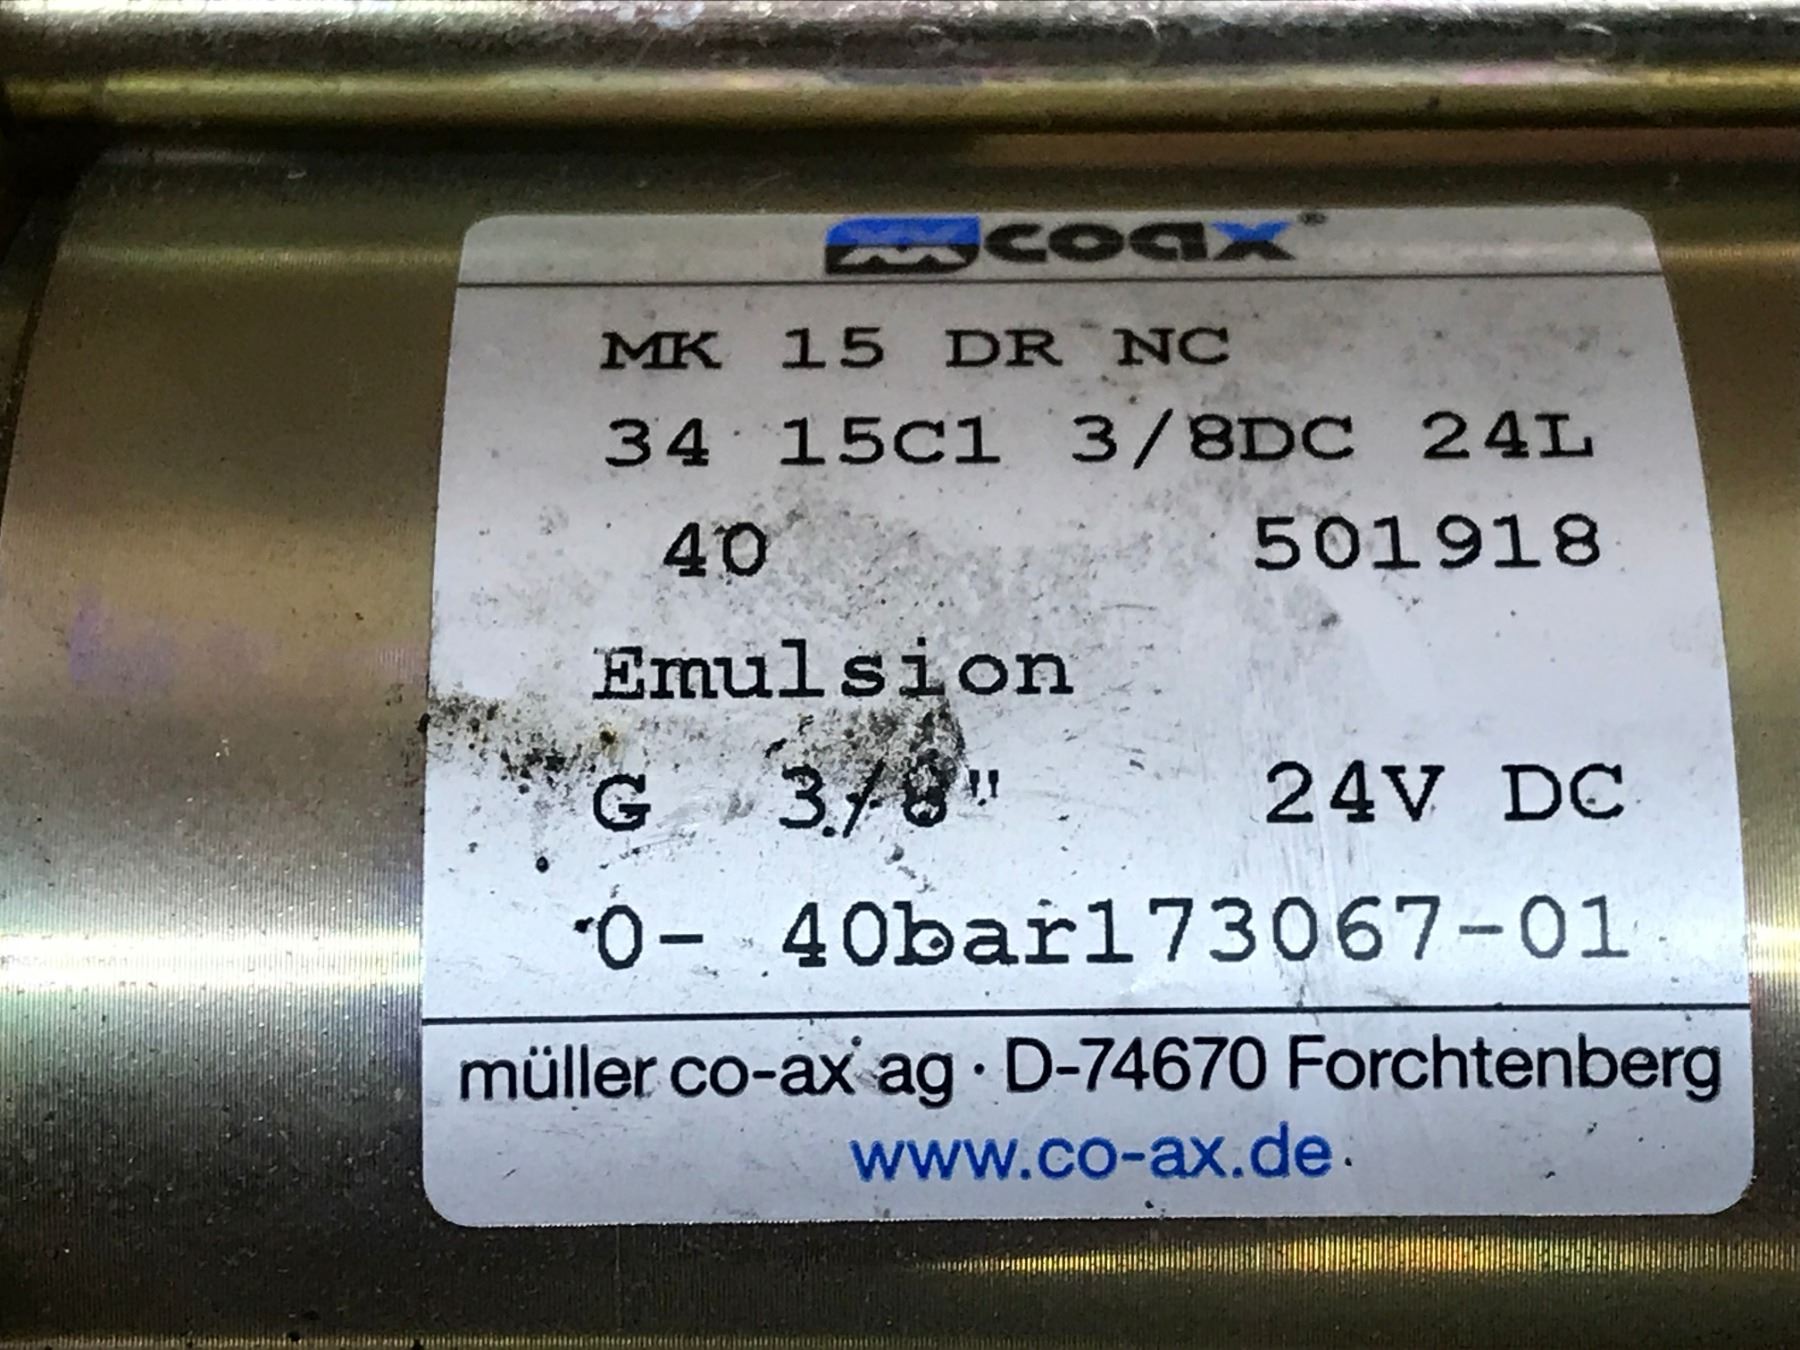 coax®
MK 15 DR NC
34 15C1 3/8DC 24L
40 501918
Emulsion
G 3/8" 24V DC
0- 40bar173067-01
müller co-ax ag · D-74670 Forchtenberg
www.co-ax.de